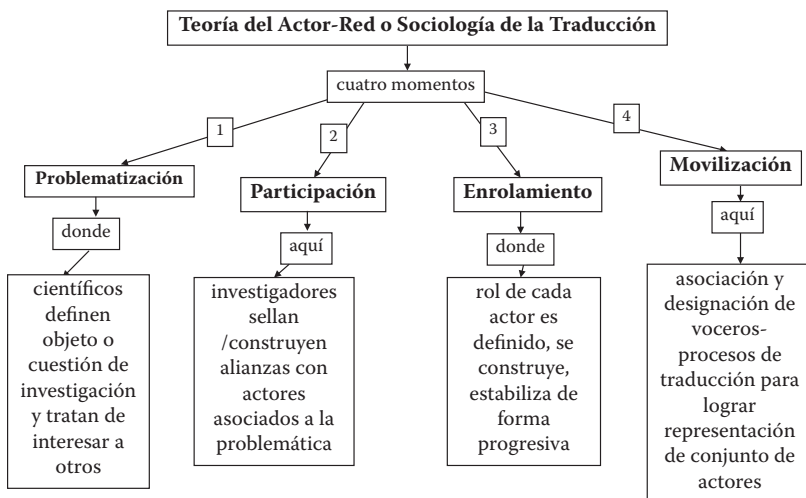 Teoría del Actor-Red o Sociología de la Traducción
cuatro momentos
1
2
3
4
Problematización
donde
científicos
definen
objeto o
cuestión de
investigación
y tratan de
interesar a
otros
Participación
aquí
investigadores
sellan
/construyen
alianzas con
actores
asociados a la
problemática
Enrolamiento
donde
rol de cada
actor es
definido, se
construye,
estabiliza de
forma
progresiva
Movilización
aquí
asociación y
designación de
voceros-
procesos de
traducción para
lograr
representación
de conjunto de
actores